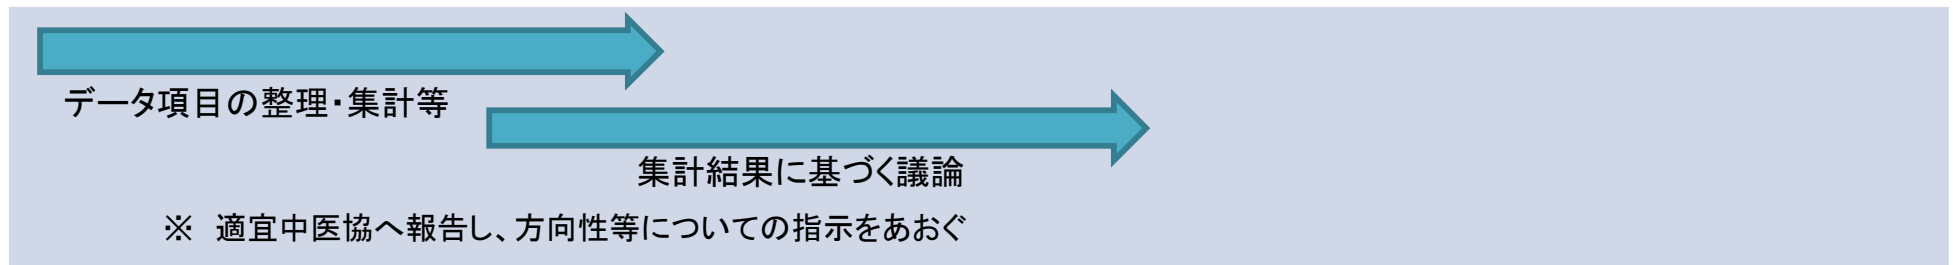 データ項目の整理・集計等
集計結果に基づく議論
※　適宜中医協へ報告し、方向性等についての指示をあおぐ